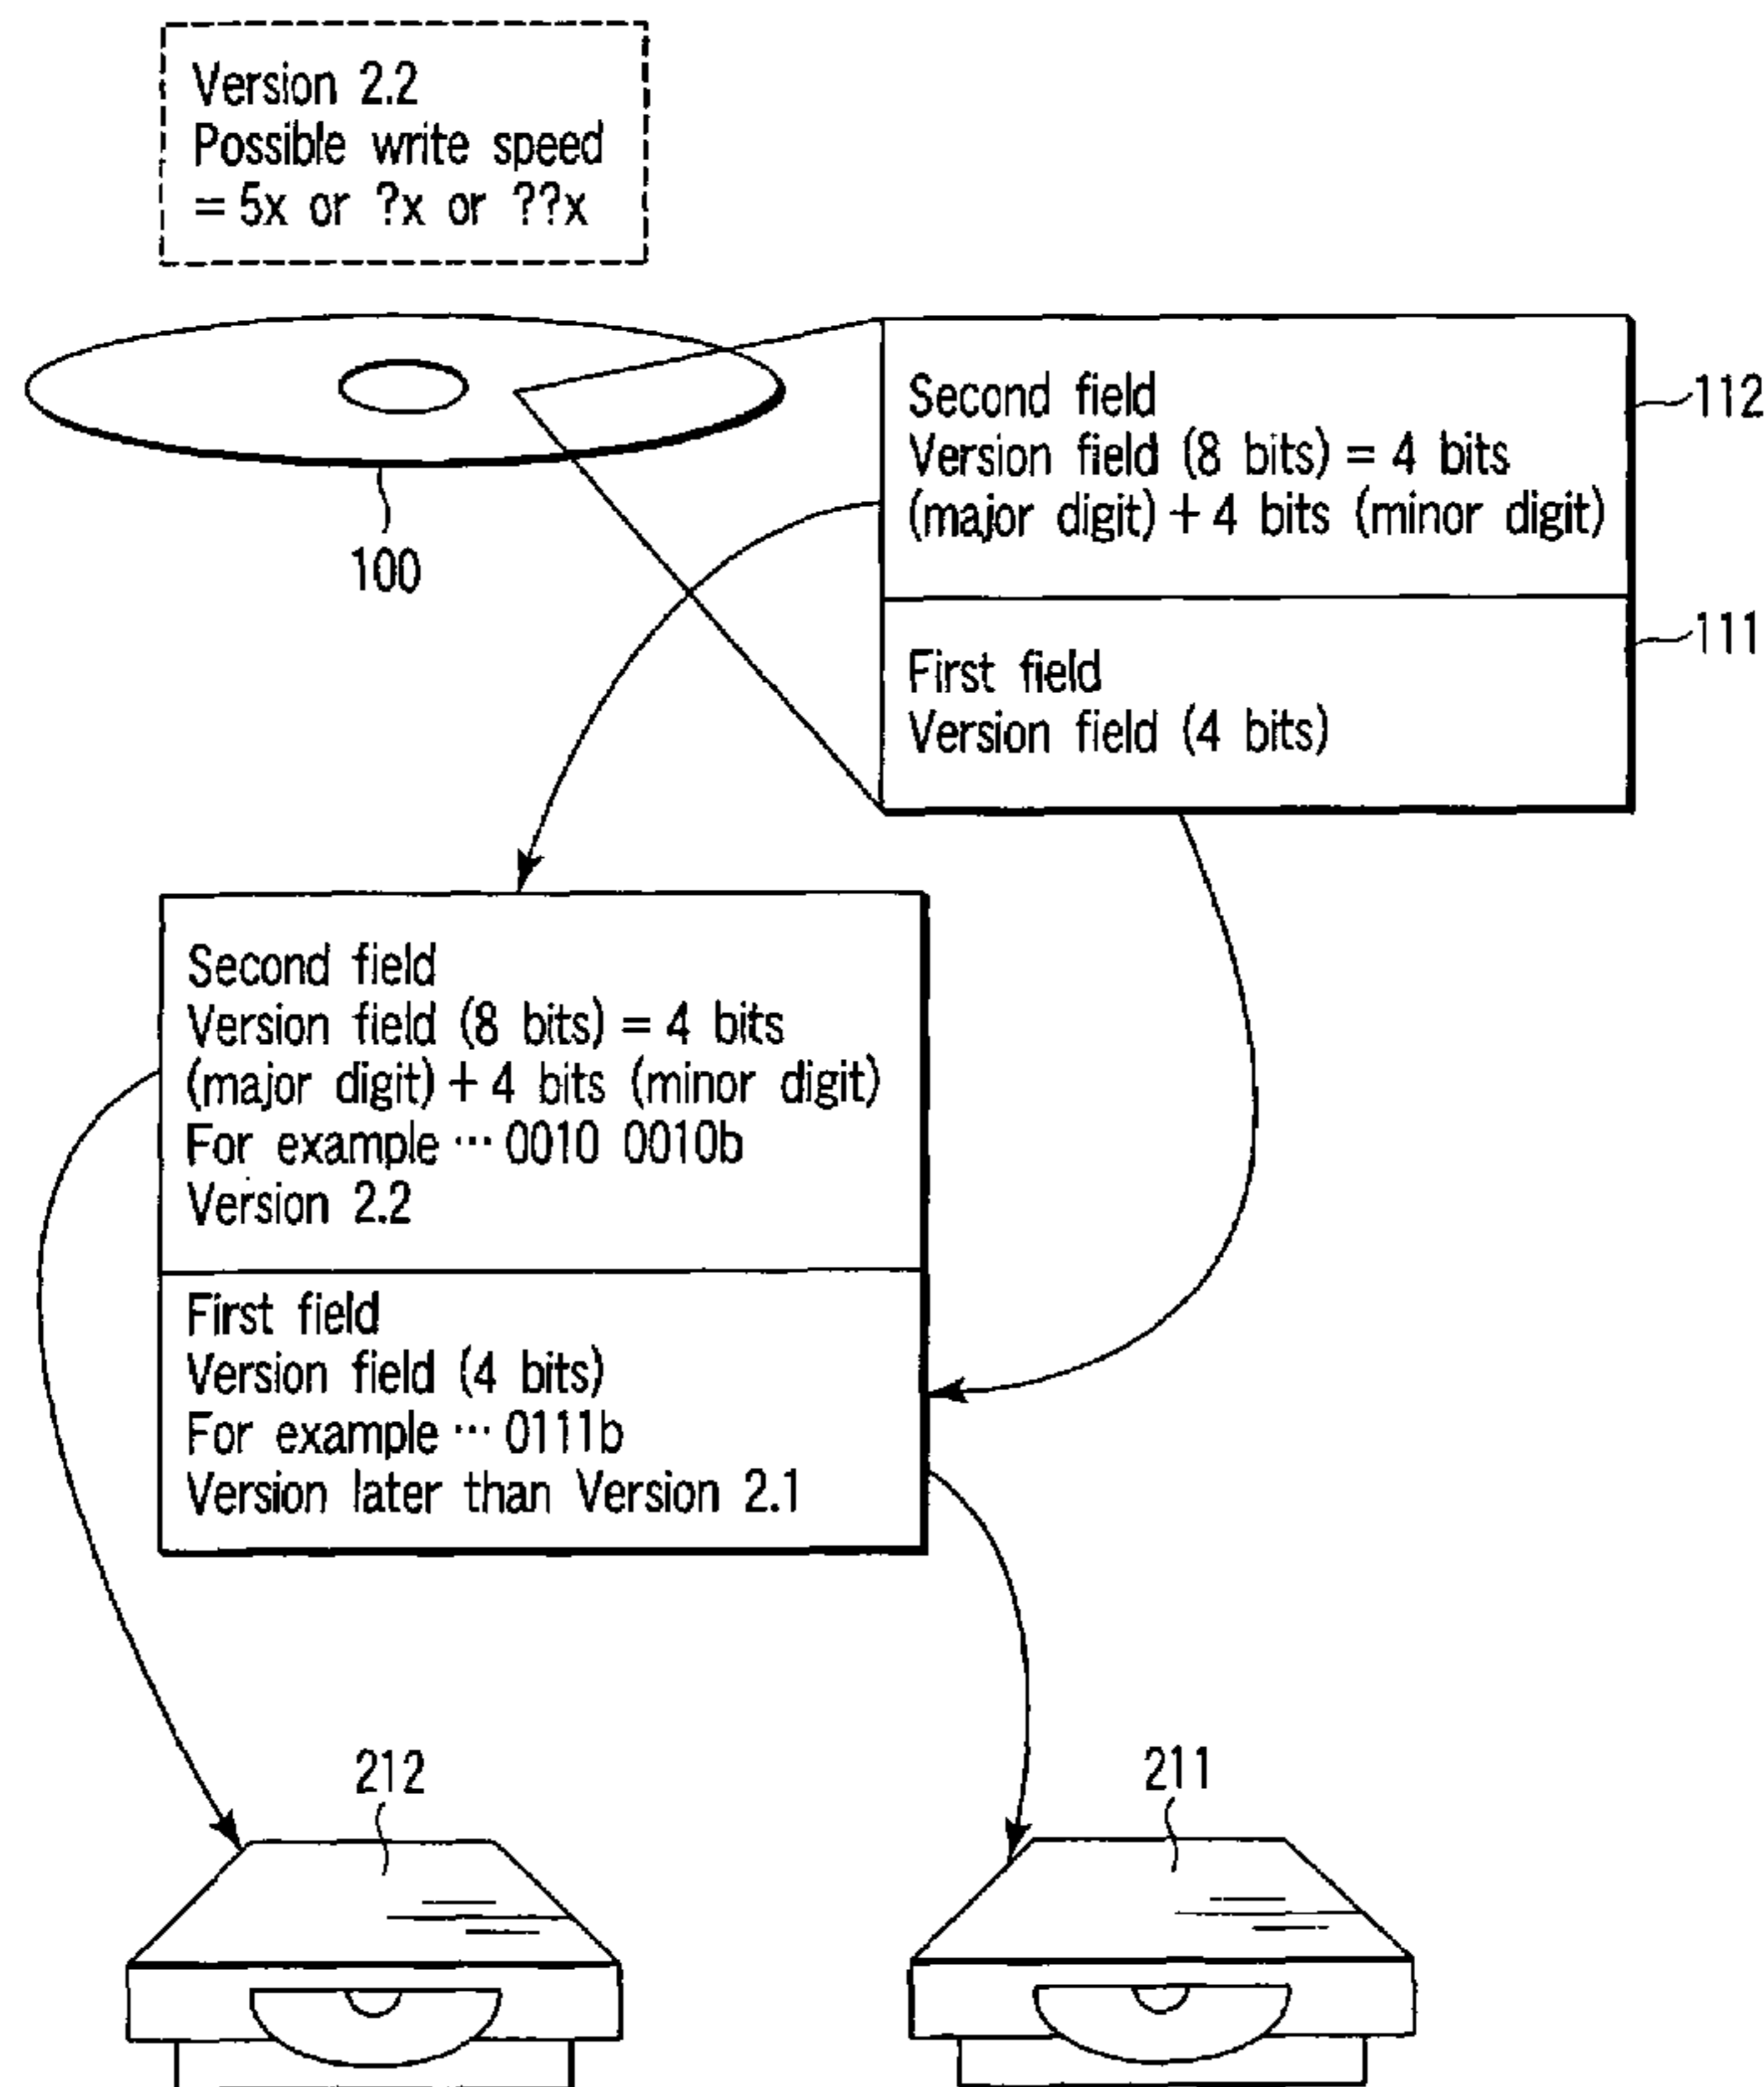 Version 2.2
Possible write speed
= 5x or ?x or ??x
Second field
Version field (8 bits) = 4 bits
(major digit) + 4 bits (minor digit)
112
100
First field
Version field (4 bits)
111
Second field
Version field (8 bits) = 4 bits
(major digit) + 4 bits (minor digit)
For example ··· 0010 0010b
Version 2.2
First field
Version field (4 bits)
For example ··· 0111b
Version later than Version 2.1
212
211